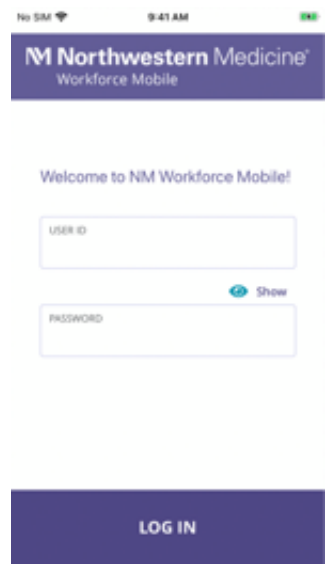 No SIM 9:41 AM
NM Northwestern Medicine®
Workforce Mobile
Welcome to NM Workforce Mobile!
USER ID
Show
PASSWORD
LOG IN